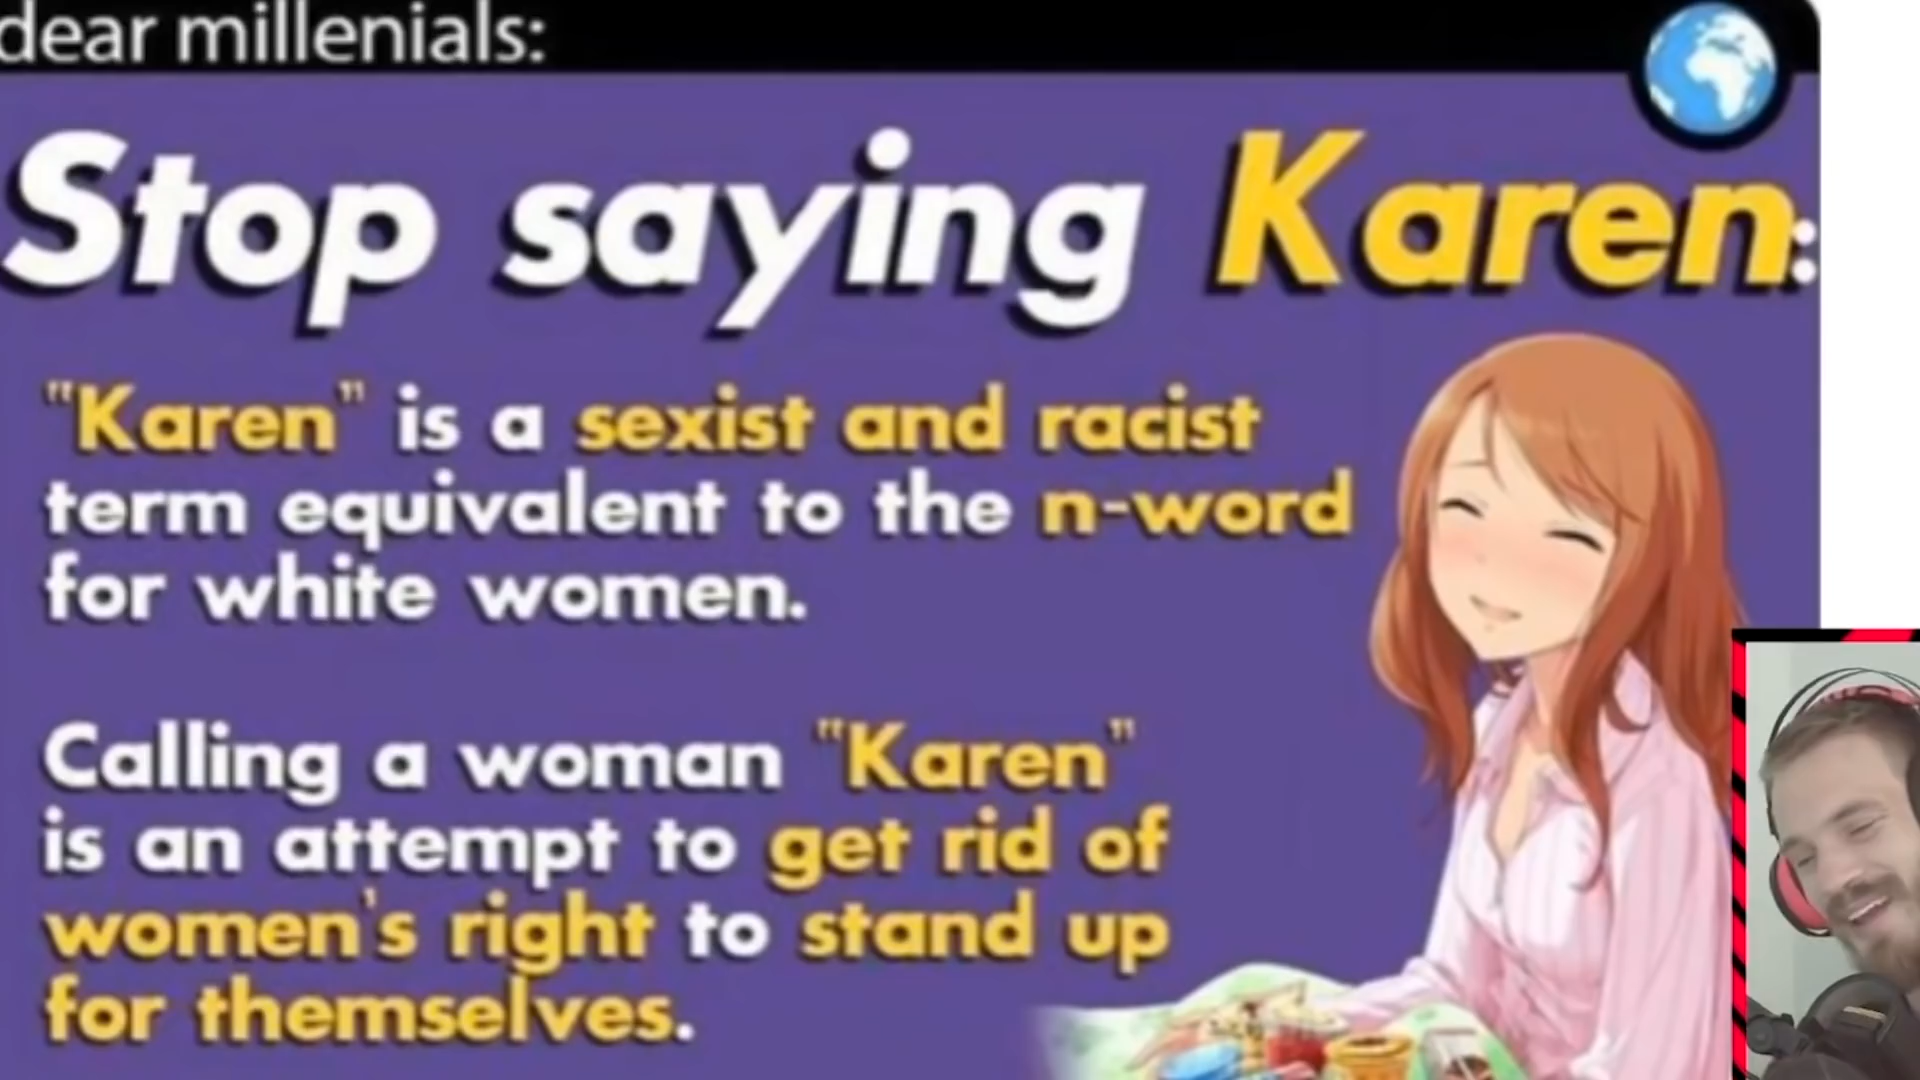 dear millenials:
Stop saying Karen:
"Karen" is a sexist and racist
term equivalent to the n-word
for white women.
Calling a woman "Karen"
is an attempt to get rid of
women's right to stand up
for themselves.